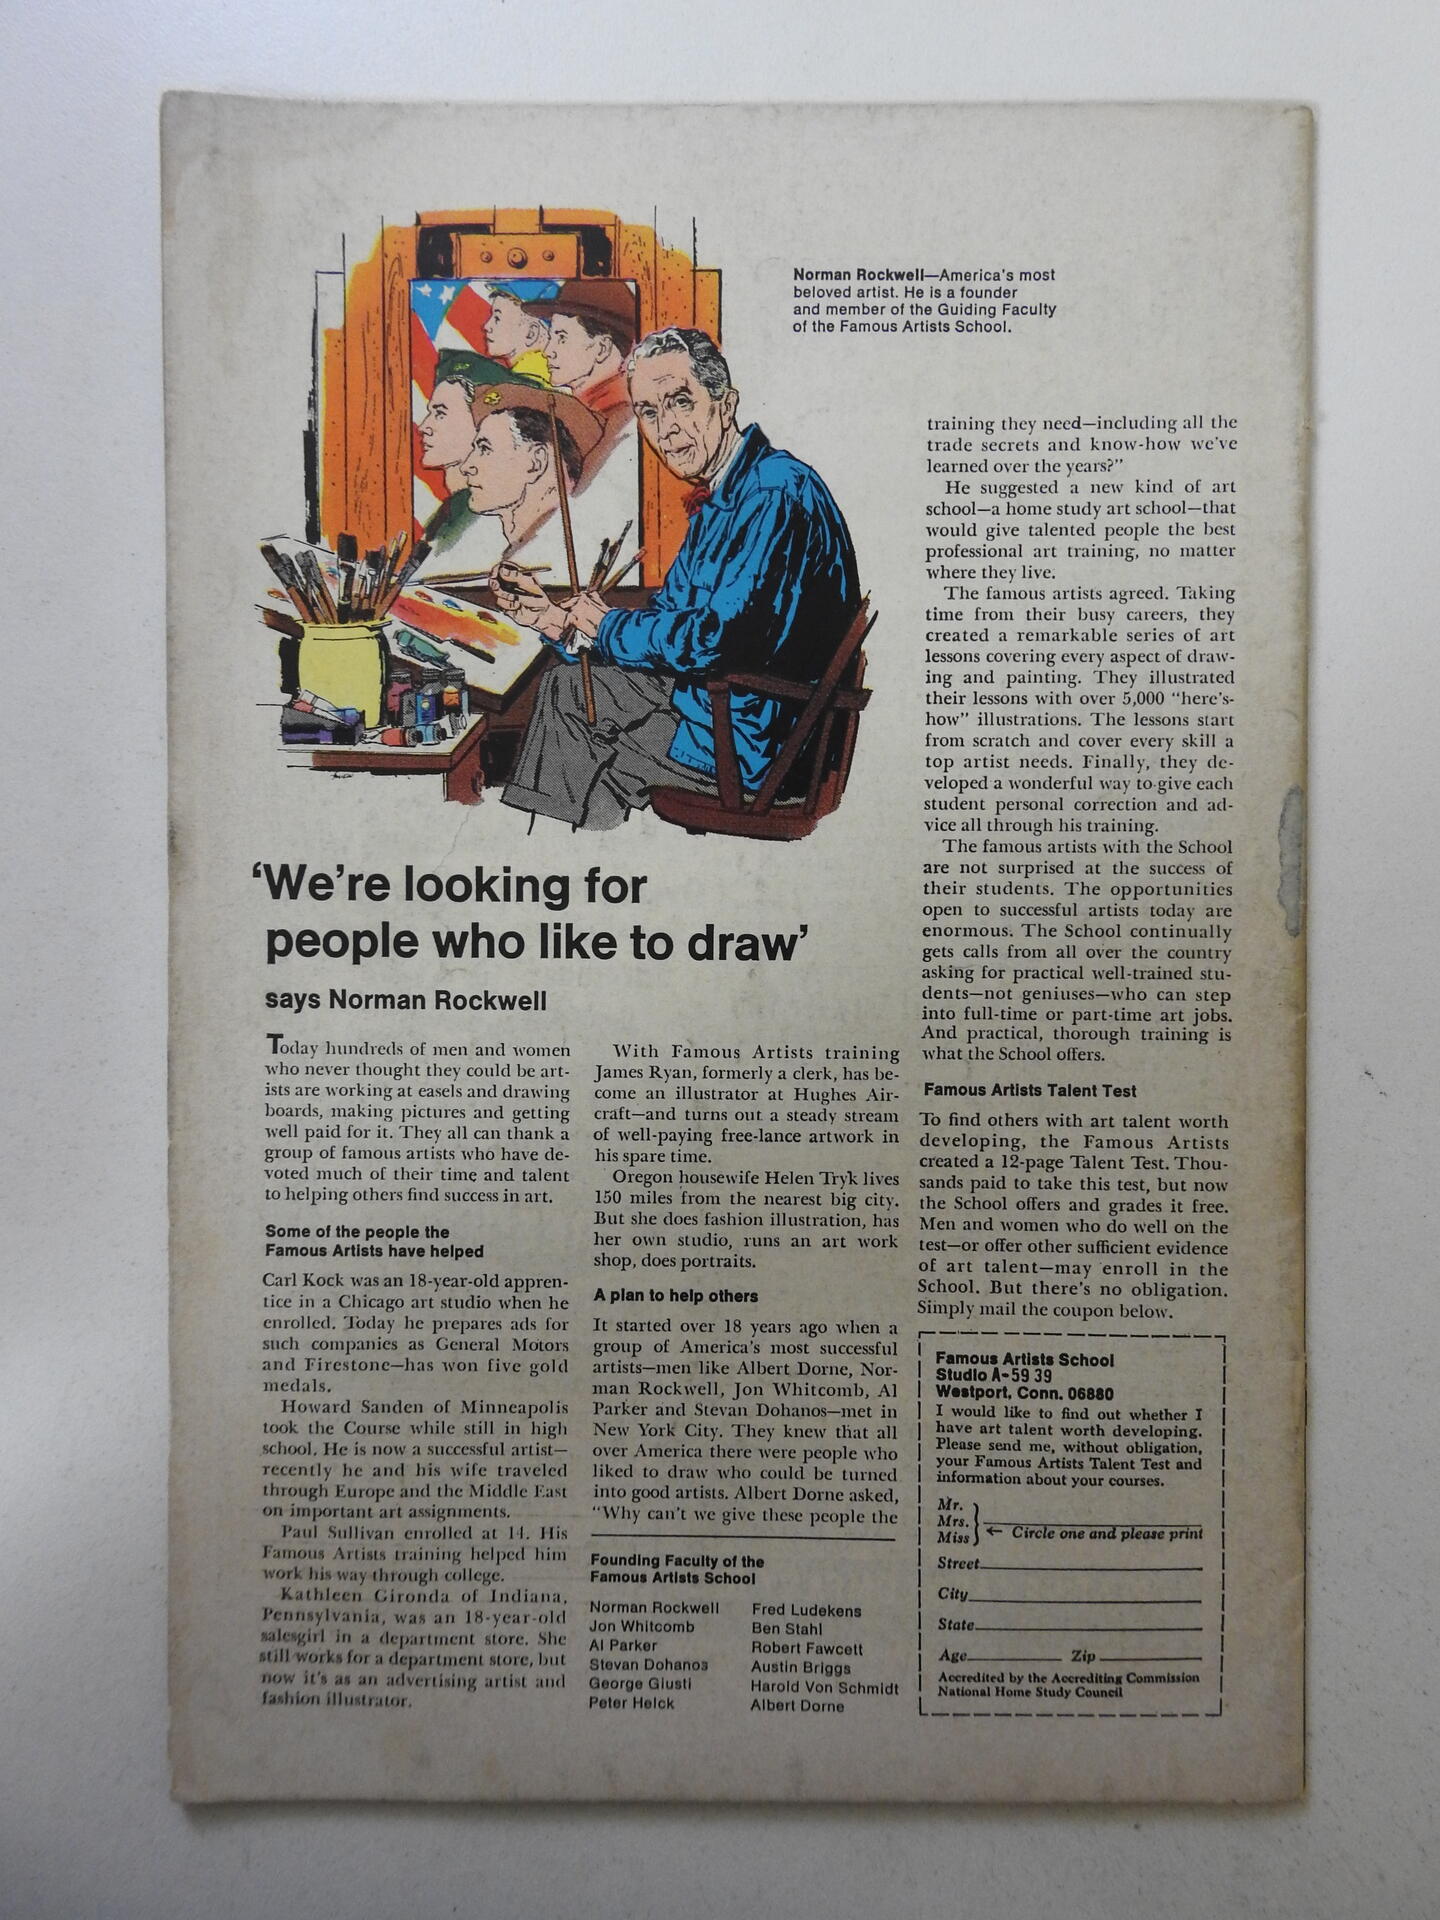 Norman Rockwell—America's most
beloved artist. He is a founder
and member of the Guiding Faculty
of the Famous Artists School.
'We're looking for
people who like to draw'
says Norman Rockwell
Today hundreds of men and women
who never thought they could be art-
ists are working at easels and drawing
boards, making pictures and getting
well paid for it. They all can thank a
group of famous artists who have de-
voted much of their time and talent
to helping others find success in art.
Some of the people the
Famous Artists have helped
Carl Kock was an 18-year-old appren-
tice in a Chicago art studio when he
enrolled. Today he prepares ads for
such companies as General Motors
and Firestone—has won five gold
medals.
Howard Sanden of Minneapolis
took the Course while still in high
school. He is now a successful artist—
recently he and his wife traveled
through Europe and the Middle East
on important art assignments.
Paul Sullivan enrolled at 14. His
Famous Artists training helped him
work his way through college.
Kathleen Gironda of Indiana,
Pennsylvania, was an 18-year-old
salesgirl in a department store. She
still works for a department store, but
now it's as an advertising artist and
fashion illustrator.
With Famous Artists training
James Ryan, formerly a clerk, has be-
come an illustrator at Hughes Air-
craft—and turns out a steady stream
of well-paying free-lance artwork in
his spare time.
Oregon housewife Helen Tryk lives
150 miles from the nearest big city.
But she does fashion illustration, has
her own studio, runs an art work
shop, does portraits.
A plan to help others
It started over 18 years ago when a
group of America's most successful
artists—men like Albert Dorne, Nor-
man Rockwell, Jon Whitcomb, Al
Parker and Stevan Dohanos—met in
New York City. They knew that all
over America there were people who
liked to draw who could be turned
into good artists. Albert Dorne asked,
"Why can't we give these people the
training they need—including all the
trade secrets and know-how we've
learned over the years?"
He suggested a new kind of art
school—a home study art school—that
would give talented people the best
professional art training, no matter
where they live.
The famous artists agreed. Taking
time from their busy careers, they
created a remarkable series of art
lessons covering every aspect of draw-
ing and painting. They illustrated
their lessons with over 5,000 "here's-
how" illustrations. The lessons start
from scratch and cover every skill a
top artist needs. Finally, they de-
veloped a wonderful way to give each
student personal correction and ad-
vice all through his training.
The famous artists with the School
are not surprised at the success of
their students. The opportunities
open to successful artists today are
enormous. The School continually
gets calls from all over the country
asking for practical well-trained stu-
dents—not geniuses—who can step
into full-time or part-time art jobs.
And practical, thorough training is
what the School offers.
Famous Artists Talent Test
To find others with art talent worth
developing, the Famous Artists
created a 12-page Talent Test. Thou-
sands paid to take this test, but now
the School offers and grades it free.
Men and women who do well on the
test—or offer other sufficient evidence
of art talent—may enroll in the
School. But there's no obligation.
Simply mail the coupon below.
Founding Faculty of the
Famous Artists School
Norman Rockwell
Jon Whitcomb
Al Parker
Stevan Dohanos
George Giusti
Peter Helck
Fred Ludekens
Ben Stahl
Robert Fawcett
Austin Briggs
Harold Von Schmidt
Albert Dorne
Famous Artists School
Studio A-59 39
Westport, Conn. 06880
I would like to find out whether I
have art talent worth developing.
Please send me, without obligation,
your Famous Artists Talent Test and
information about your courses.
Mr.
Mrs.
Miss ← Circle one and please print
Street
City
State
Age Zip
Accredited by the Accrediting Commission
National Home Study Council